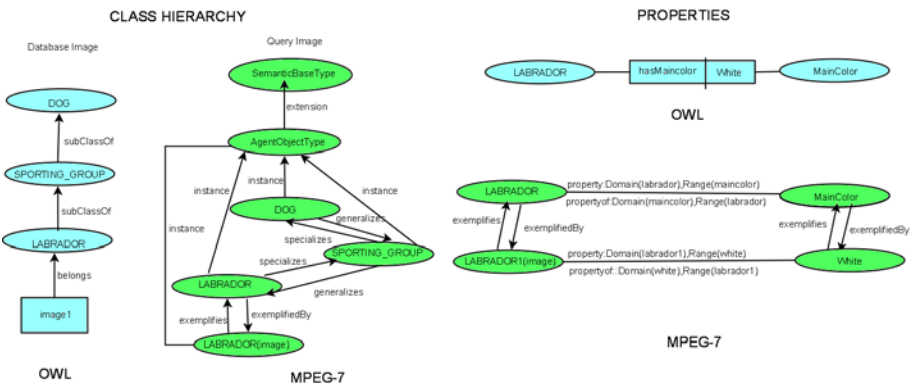 CLASS HIERARCHY
Database Image
DOG
subClassOf
SPORTING_GROUP
subClassOf
LABRADOR
belongs
image1
OWL
Query Image
SemanticBaseType
extension
AgentObjectType
instance
instance
instance
DOG
generalizes
specializes
SPORTING_GROUP
specializes
LABRADOR
generalizes
exemplifies
exemplifiedBy
LABRADOR(image)
MPEG-7
PROPERTIES
LABRADOR
hasMaincolor
White
MainColor
OWL
LABRADOR
property:Domain(labrador),Range(maincolor)
propertyof:Domain(maincolor),Range(labrador)
MainColor
exemplifies
exemplifiedBy
exemplifies
exemplifiedBy
LABRADOR1(image)
property:Domain(labrador1),Range(white)
propertyof::Domain(white),Range(labrador1)
White
MPEG-7